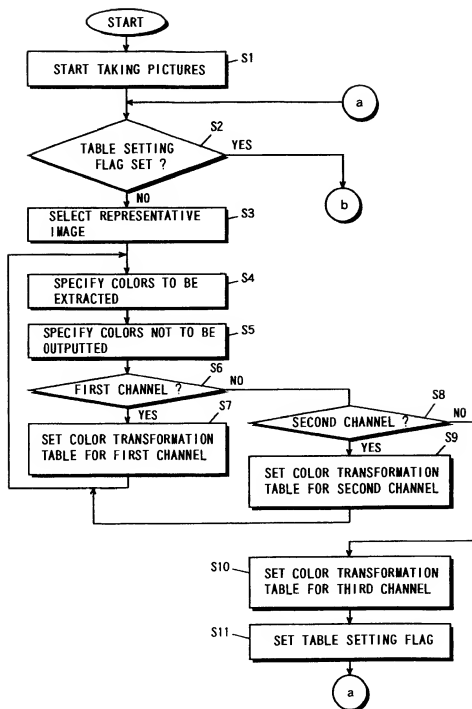 START
START TAKING PICTURES
S1
a
S2
TABLE SETTING
FLAG SET ?
YES
NO
b
SELECT REPRESENTATIVE
IMAGE
S3
SPECIFY COLORS TO BE
EXTRACTED
S4
SPECIFY COLORS NOT TO BE
OUTPUTTED
S5
S6
FIRST CHANNEL ?
NO
YES
S7
SET COLOR TRANSFORMATION
TABLE FOR FIRST CHANNEL
S8
SECOND CHANNEL ?
NO
YES
S9
SET COLOR TRANSFORMATION
TABLE FOR SECOND CHANNEL
S10
SET COLOR TRANSFORMATION
TABLE FOR THIRD CHANNEL
S11
SET TABLE SETTING FLAG
a